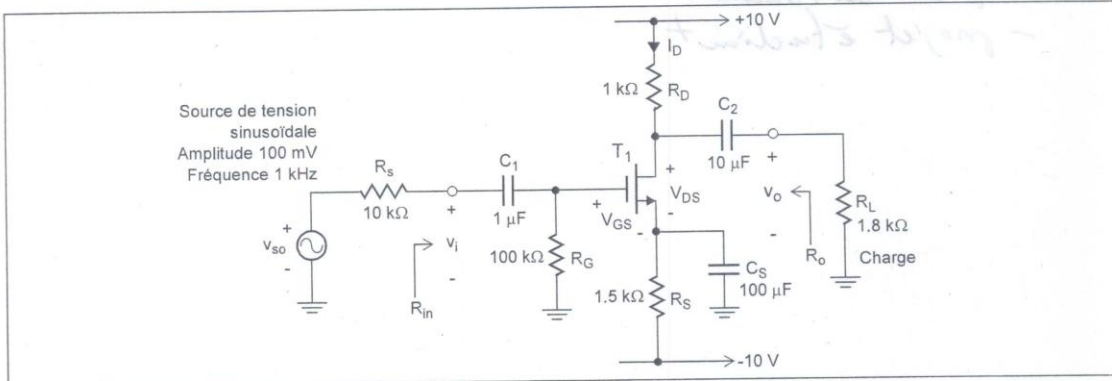 +10 V
I_D
1 kΩ R_D
Source de tension
sinusoïdale
Amplitude 100 mV
Fréquence 1 kHz
C_2
10 µF
T_1
R_s
10 kΩ
C_1
1 µF
+
V_DS
-
+
V_GS
-
+
v_o
-
R_L
1.8 kΩ
+
v_so
-
+
v_i
-
100 kΩ R_G
C_S
100 µF
R_o
Charge
R_in
1.5 kΩ R_S
-10 V